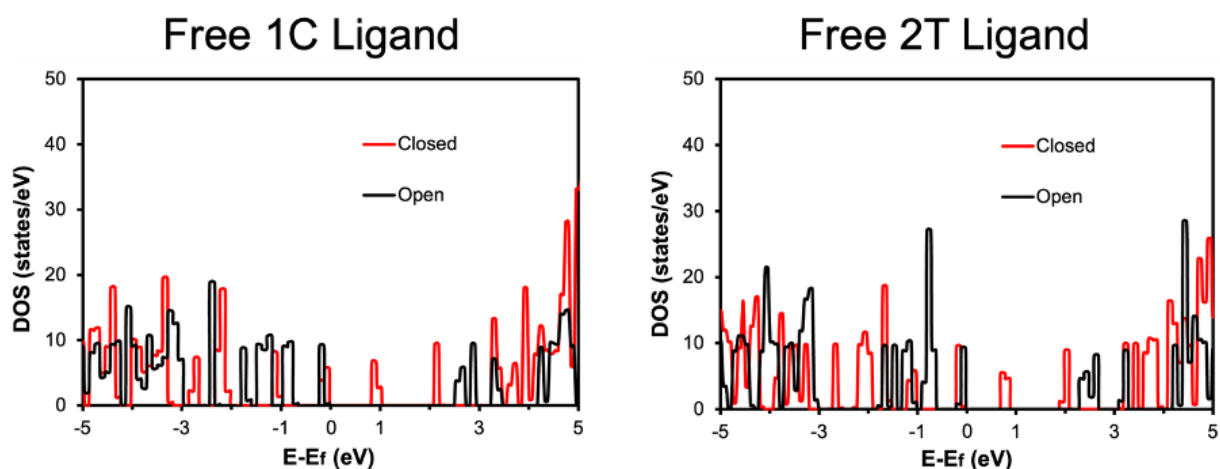 Free 1C Ligand
50
40
30
20
10
0
DOS (states/eV)
Closed
Open
-5 -3 -1 0 1 3 5
E-Ef (eV)
Free 2T Ligand
50
40
30
20
10
0
DOS (states/eV)
Closed
Open
-5 -3 -1 0 1 3 5
E-Ef (eV)